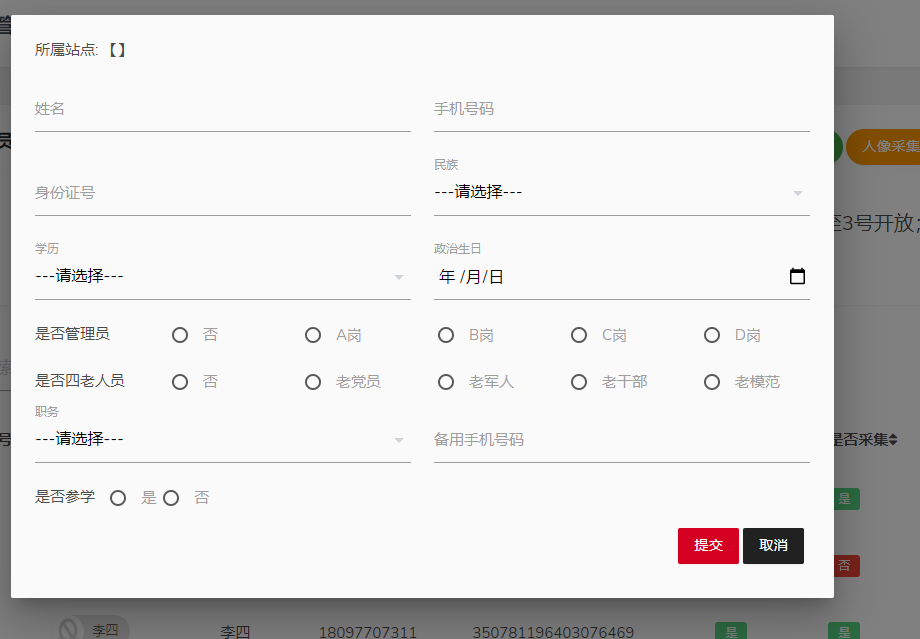 所属站点: 【】
姓名 手机号码
民族
身份证号 ---请选择---
学历 政治生日
---请选择--- 年 /月/日
是否管理员 否 A岗 B岗 C岗 D岗
是否四老人员 否 老党员 老军人 老干部 老模范
职务
---请选择--- 备用手机号码
是否参学 是 否
提交 取消
人像采集
至3号开放;
是否采集
是
否
李四 李四 18097707311 350781196403076469 是 是